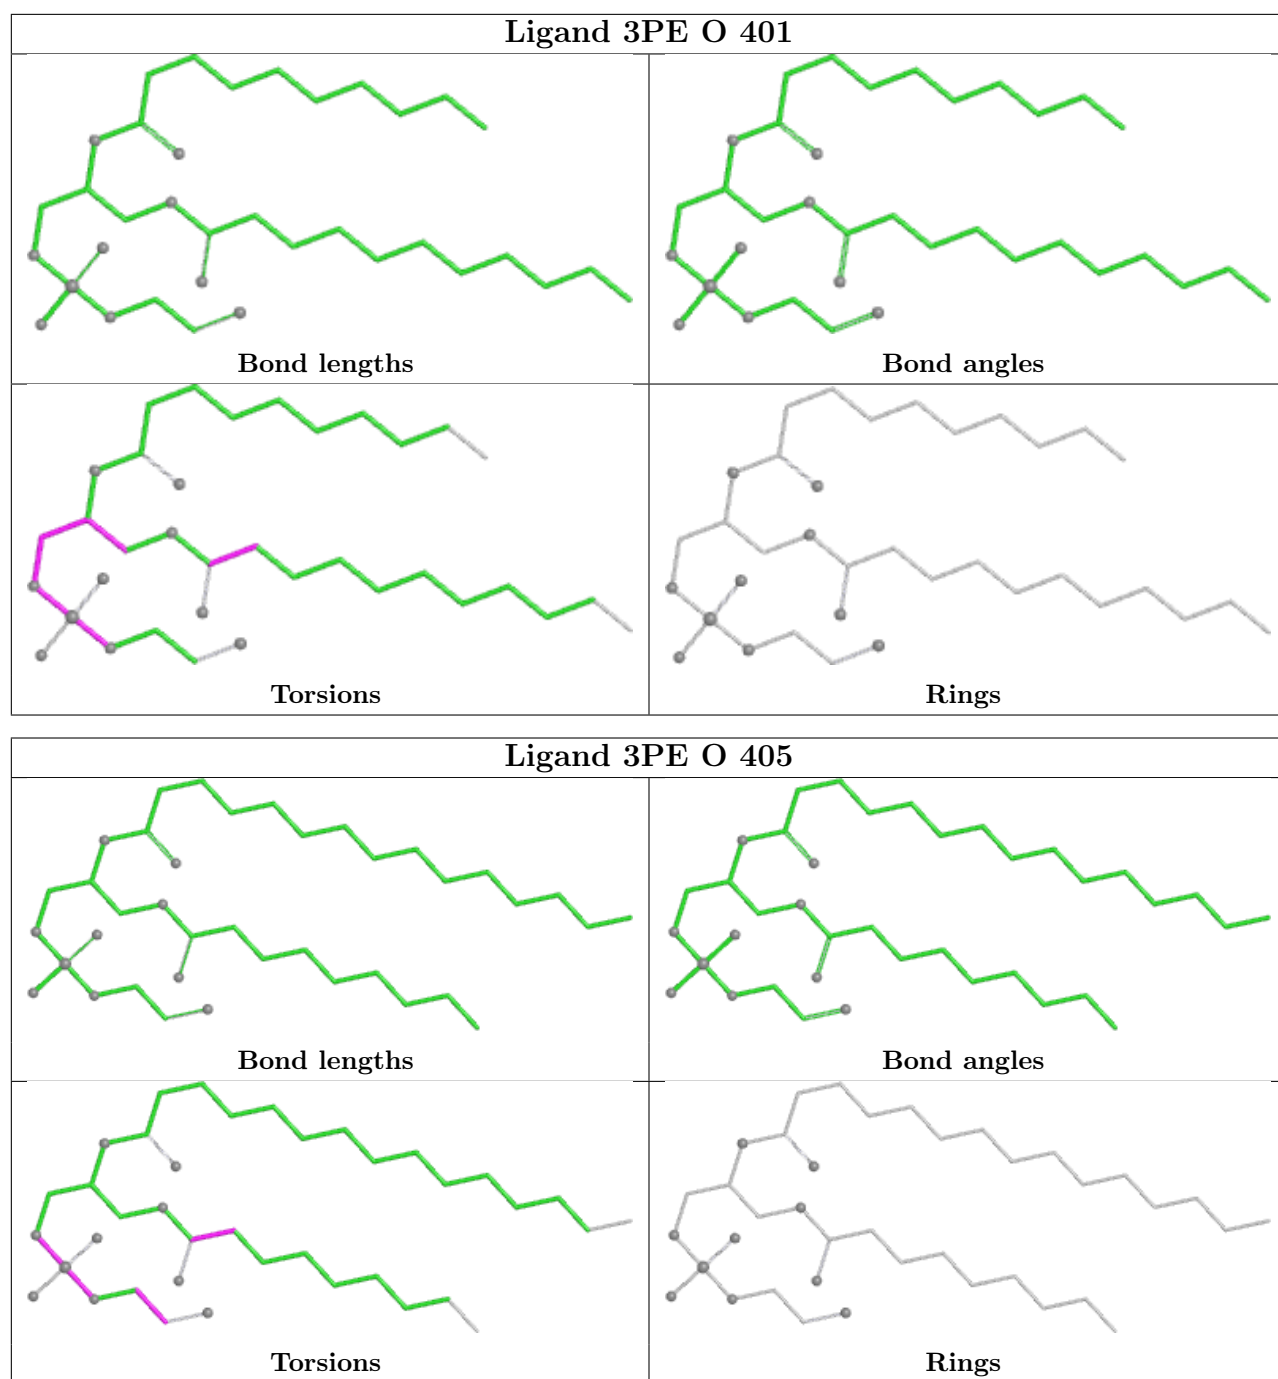 Ligand 3PE O 401
Bond lengths
Bond angles
Torsions
Rings
Ligand 3PE O 405
Bond lengths
Bond angles
Torsions
Rings